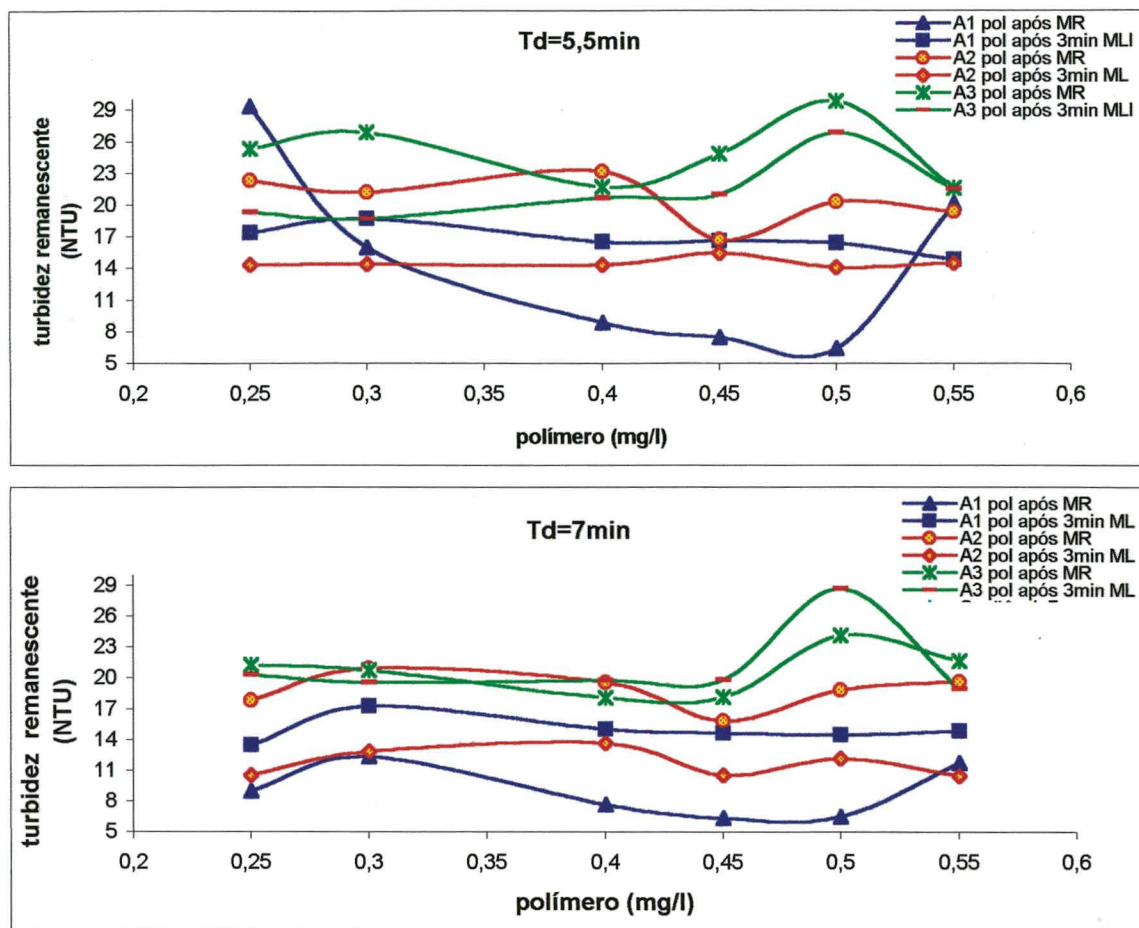 Td=5,5min
A1 pol após MR
A1 pol após 3min MLI
A2 pol após MR
A2 pol após 3min ML
A3 pol após MR
A3 pol após 3min MLI
turbidez remanescente
(NTU)
29
26
23
20
17
14
11
8
5
0,2
0,25
0,3
0,35
0,4
0,45
0,5
0,55
0,6
polímero (mg/l)
Td=7min
A1 pol após MR
A1 pol após 3min ML
A2 pol após MR
A2 pol após 3min ML
A3 pol após MR
A3 pol após 3min ML
turbidez remanescente
(NTU)
29
26
23
20
17
14
11
8
5
0,2
0,25
0,3
0,35
0,4
0,45
0,5
0,55
0,6
polímero (mg/l)